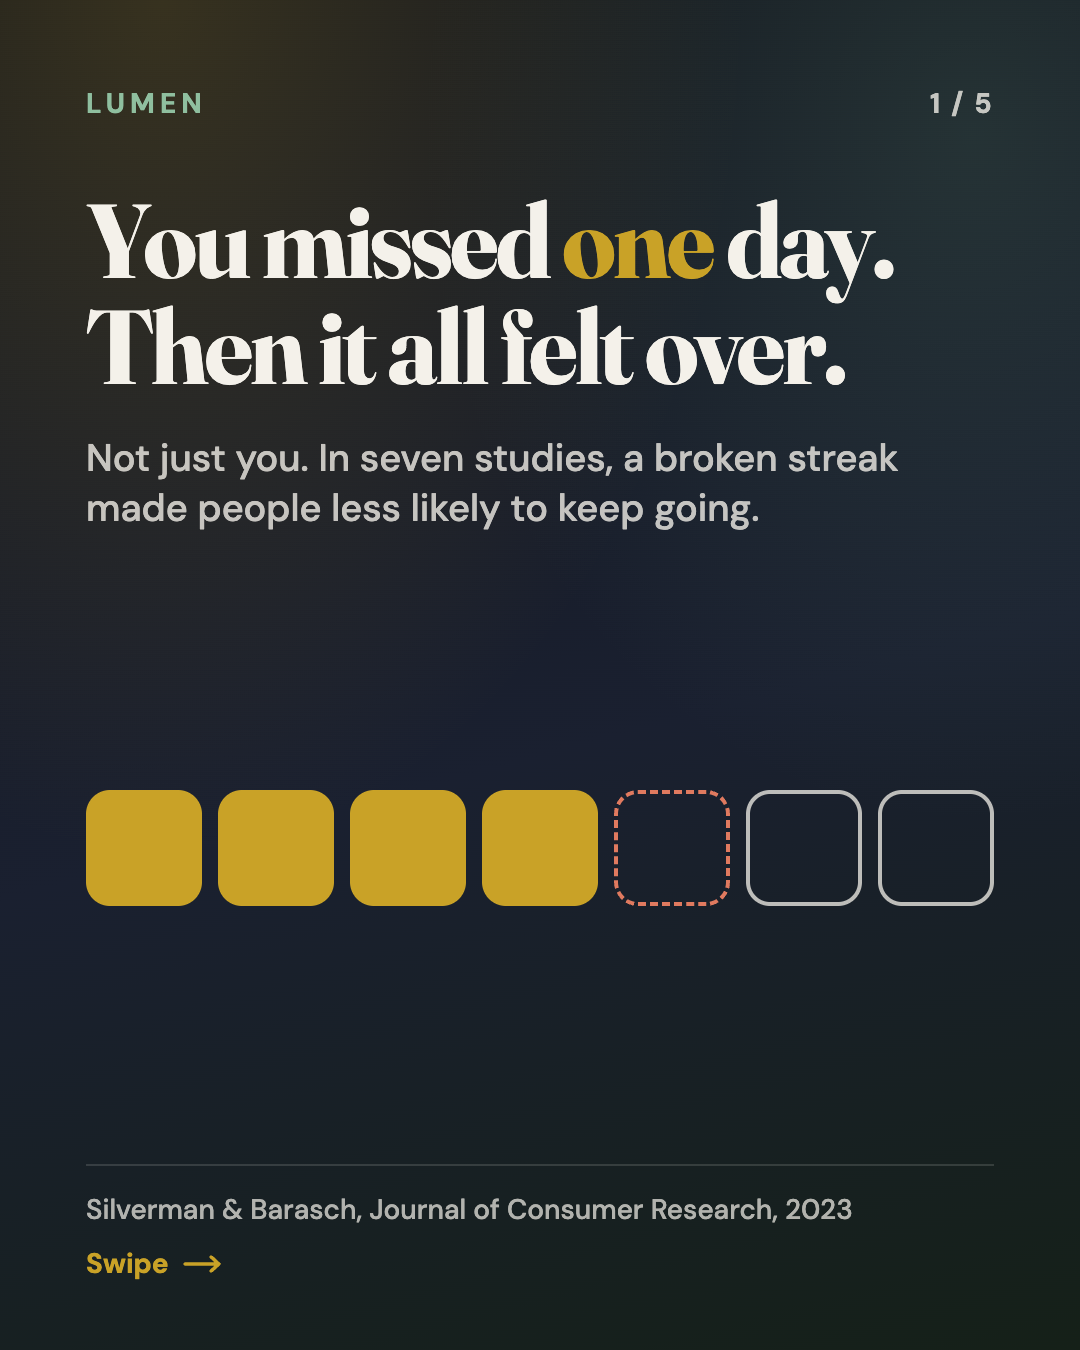 LUMEN
1 / 5
You missed one day.
Then it all felt over.
Not just you. In seven studies, a broken streak
made people less likely to keep going.
Silverman & Barasch, Journal of Consumer Research, 2023
Swipe →